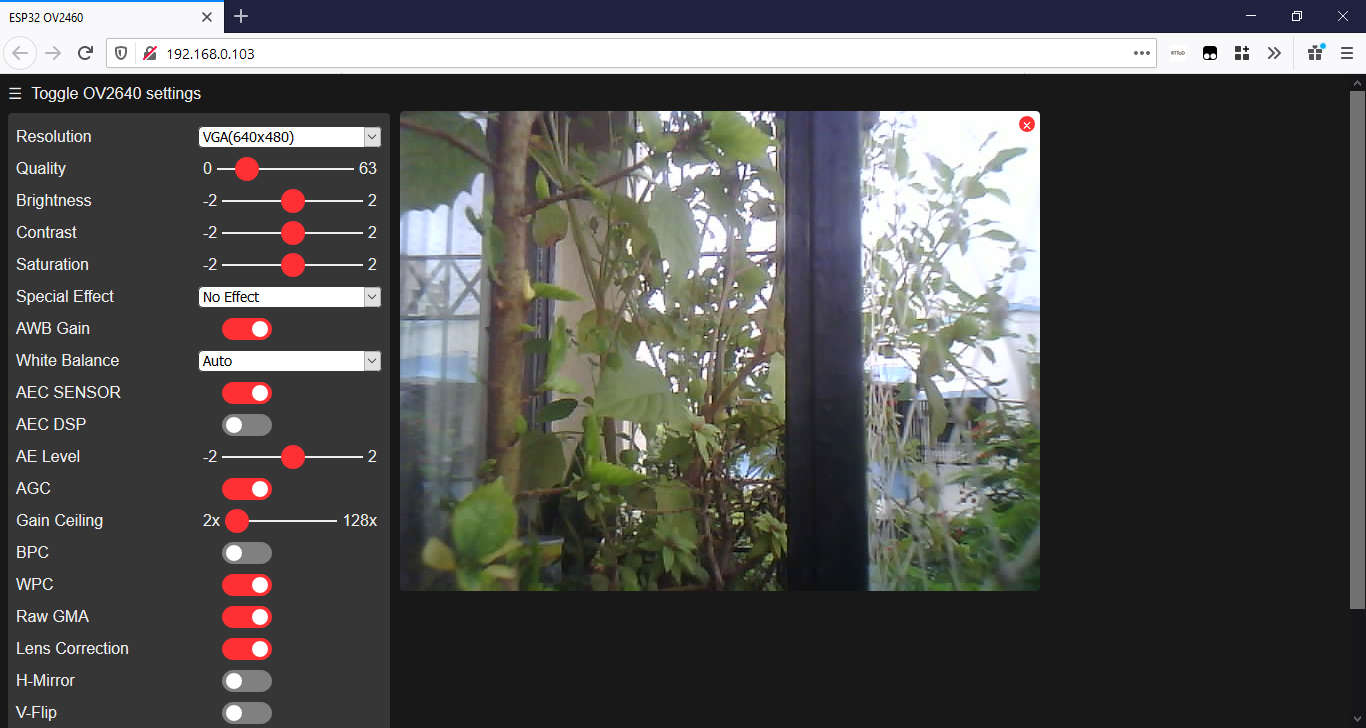 ESP32 OV2460
192.168.0.103
☰ Toggle OV2640 settings
Resolution VGA(640x480)
Quality 0 63
Brightness -2 2
Contrast -2 2
Saturation -2 2
Special Effect No Effect
AWB Gain
White Balance Auto
AEC SENSOR
AEC DSP
AE Level -2 2
AGC
Gain Ceiling 2x 128x
BPC
WPC
Raw GMA
Lens Correction
H-Mirror
V-Flip